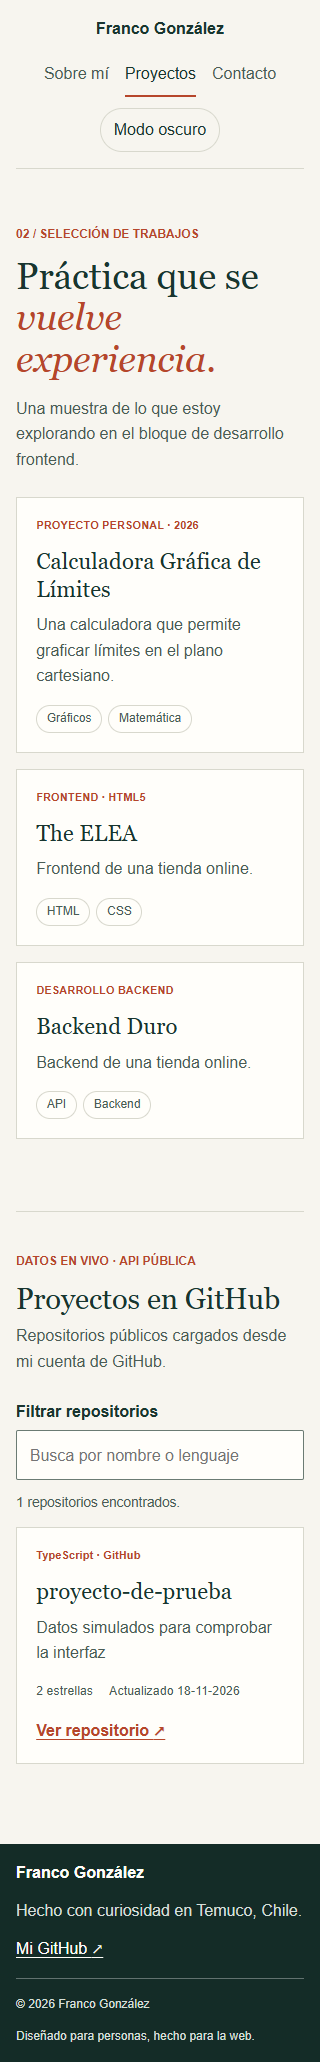 Franco González
Sobre mí Proyectos Contacto
Modo oscuro
02 / SELECCIÓN DE TRABAJOS
Práctica que se
vuelve
experiencia.
Una muestra de lo que estoy
explorando en el bloque de desarrollo
frontend.
PROYECTO PERSONAL · 2026
Calculadora Gráfica de
Límites
Una calculadora que permite
graficar límites en el plano
cartesiano.
Gráficos Matemática
FRONTEND · HTML5
The ELEA
Frontend de una tienda online.
HTML CSS
DESARROLLO BACKEND
Backend Duro
Backend de una tienda online.
API Backend
DATOS EN VIVO · API PÚBLICA
Proyectos en GitHub
Repositorios públicos cargados desde
mi cuenta de GitHub.
Filtrar repositorios
Busca por nombre o lenguaje
1 repositorios encontrados.
TypeScript · GitHub
proyecto-de-prueba
Datos simulados para comprobar
la interfaz
2 estrellas Actualizado 18-11-2026
Ver repositorio ↗
Franco González
Hecho con curiosidad en Temuco, Chile.
Mi GitHub ↗
© 2026 Franco González
Diseñado para personas, hecho para la web.